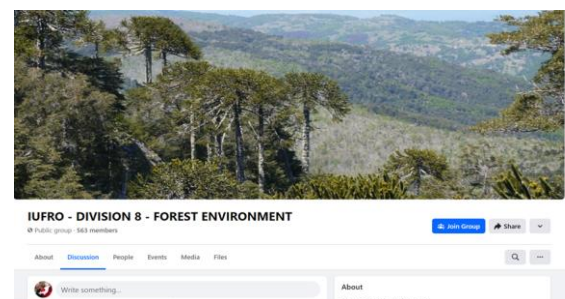 IUFRO - DIVISION 8 - FOREST ENVIRONMENT
Public group · 563 members
Join Group
Share
About Discussion People Events Media Files
Write something...
About